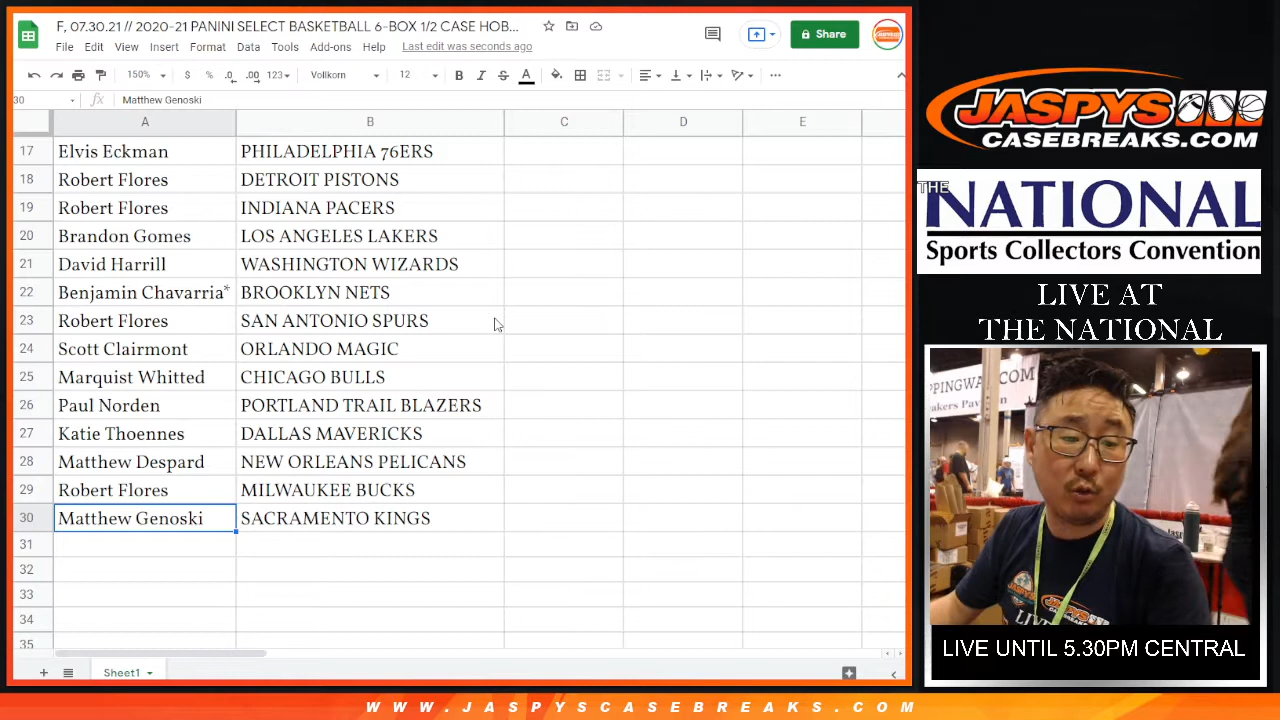 F, 07.30.21 // 2020-21 PANINI SELECT BASKETBALL 6-BOX 1/2 CASE HOB...
File Edit View Insert Format Data Tools Add-ons Help Last edit was seconds ago
Share
150% $ % .0 .00 123 Vollkorn 12 B I S A
30 fx Matthew Genoski
A B C D E
17 Elvis Eckman PHILADELPHIA 76ERS
18 Robert Flores DETROIT PISTONS
19 Robert Flores INDIANA PACERS
20 Brandon Gomes LOS ANGELES LAKERS
21 David Harrill WASHINGTON WIZARDS
22 Benjamin Chavarria* BROOKLYN NETS
23 Robert Flores SAN ANTONIO SPURS
24 Scott Clairmont ORLANDO MAGIC
25 Marquist Whitted CHICAGO BULLS
26 Paul Norden PORTLAND TRAIL BLAZERS
27 Katie Thoennes DALLAS MAVERICKS
28 Matthew Despard NEW ORLEANS PELICANS
29 Robert Flores MILWAUKEE BUCKS
30 Matthew Genoski SACRAMENTO KINGS
31
32
33
34
35
Sheet1
JASPYS
CASEBREAKS.COM
THE
NATIONAL
Sports Collectors Convention
LIVE AT
THE NATIONAL
PPINGWA .COM
akers Pavilion
JASPYS
LIVE UNTIL 5.30PM CENTRAL
WWW.JASPYSCASEBREAKS.COM